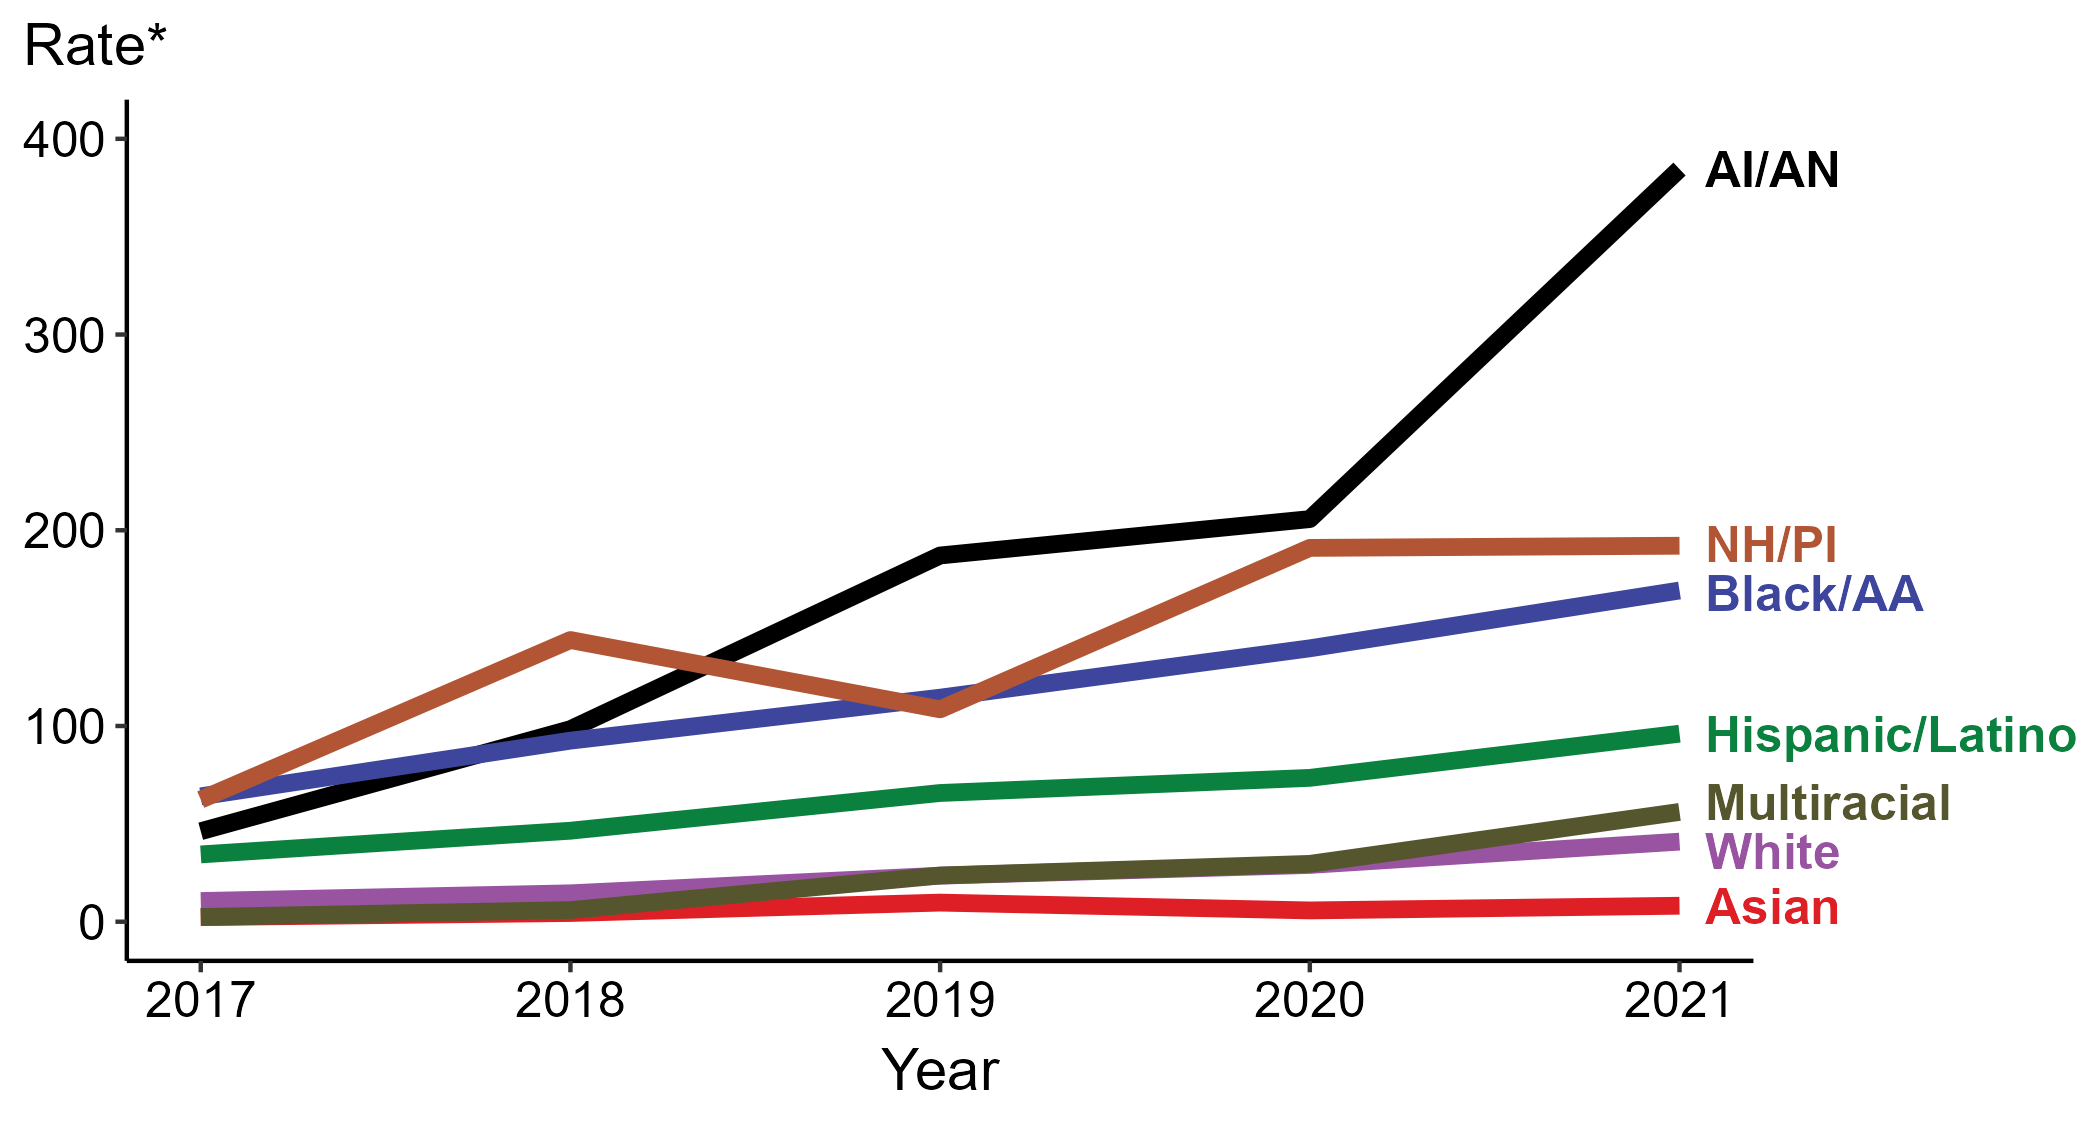 Rate*
400
300
200
100
0
AI/AN
NH/PI
Black/AA
Hispanic/Latino
Multiracial
White
Asian
2017 2018 2019 2020 2021
Year